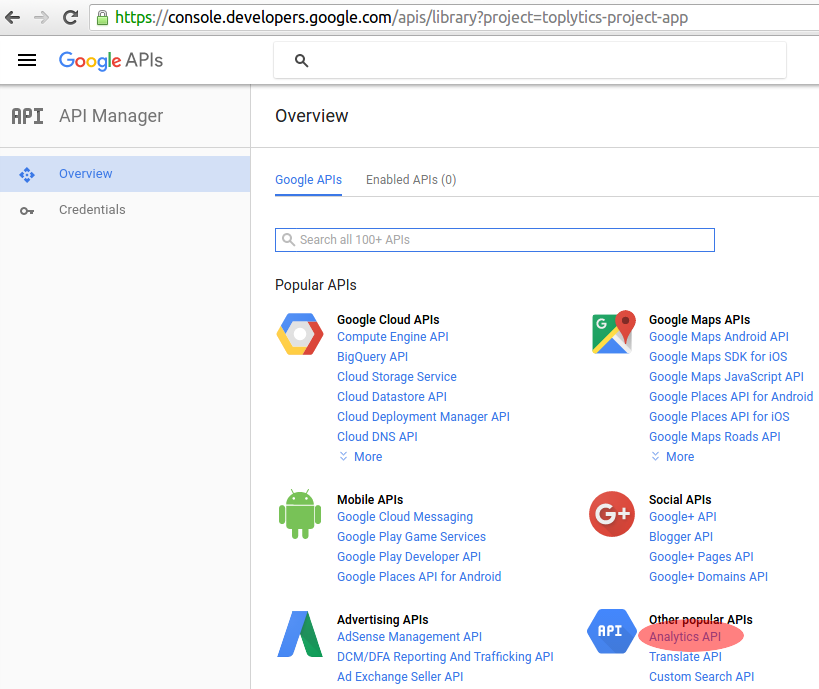 https://console.developers.google.com/apis/library?project=toplytics-project-app
Google APIs
API API Manager
Overview
Credentials
Overview
Google APIs Enabled APIs (0)
Search all 100+ APIs
Popular APIs
Google Cloud APIs
Compute Engine API
BigQuery API
Cloud Storage Service
Cloud Datastore API
Cloud Deployment Manager API
Cloud DNS API
More
G
Google Maps APIs
Google Maps Android API
Google Maps SDK for iOS
Google Maps JavaScript API
Google Places API for Android
Google Places API for iOS
Google Maps Roads API
More
Mobile APIs
Google Cloud Messaging
Google Play Game Services
Google Play Developer API
Google Places API for Android
G+
Social APIs
Google+ API
Blogger API
Google+ Pages API
Google+ Domains API
Advertising APIs
AdSense Management API
DCM/DFA Reporting And Trafficking API
Ad Exchange Seller API
API
Other popular APIs
Analytics API
Translate API
Custom Search API